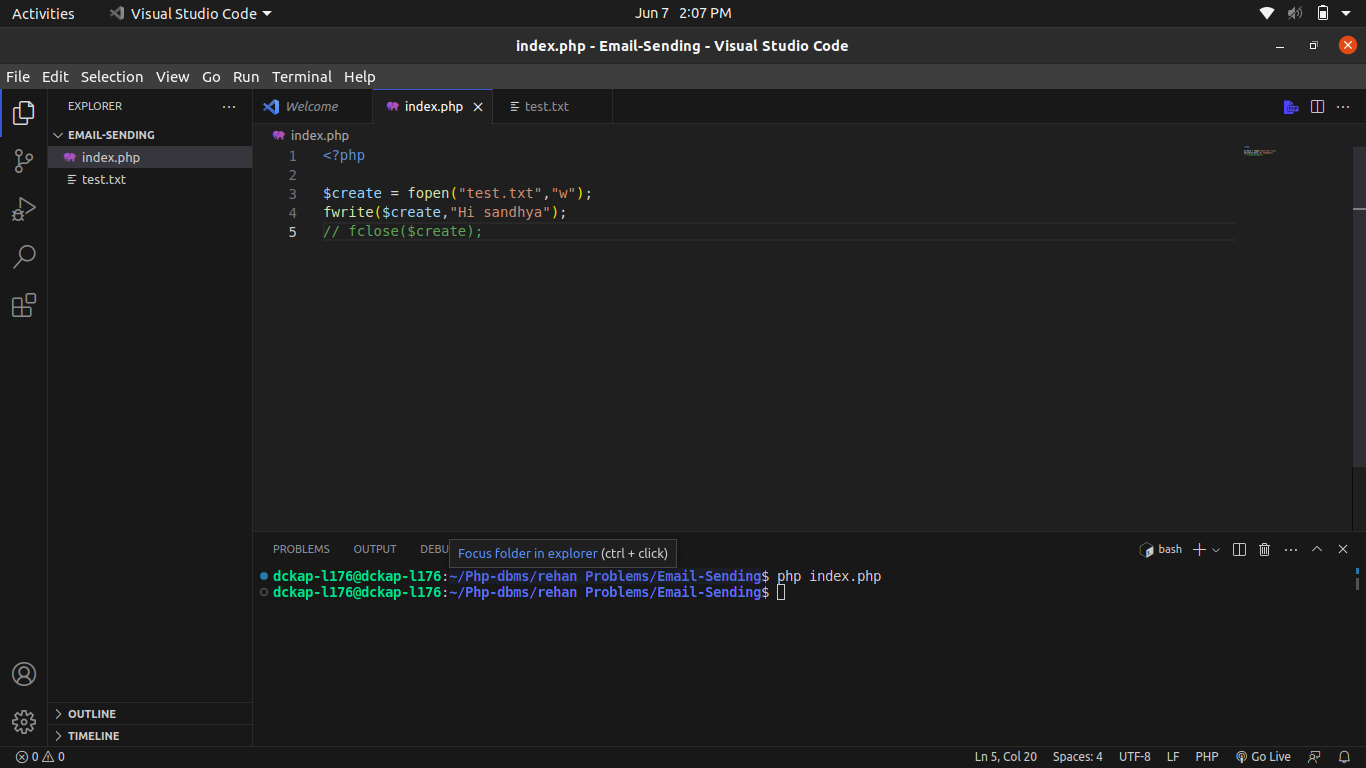 Activities Visual Studio Code Jun 7 2:07 PM
index.php - Email-Sending - Visual Studio Code
File Edit Selection View Go Run Terminal Help
EXPLORER
EMAIL-SENDING
index.php
test.txt
OUTLINE
TIMELINE
Welcome index.php test.txt
index.php
1 <?php
2
3 $create = fopen("test.txt","w");
4 fwrite($create,"Hi sandhya");
5 // fclose($create);
PROBLEMS OUTPUT DEBU bash
Focus folder in explorer (ctrl + click)
dckap-l176@dckap-l176:~/Php-dbms/rehan Problems/Email-Sending$ php index.php
dckap-l176@dckap-l176:~/Php-dbms/rehan Problems/Email-Sending$
0 0 Ln 5, Col 20 Spaces: 4 UTF-8 LF PHP Go Live